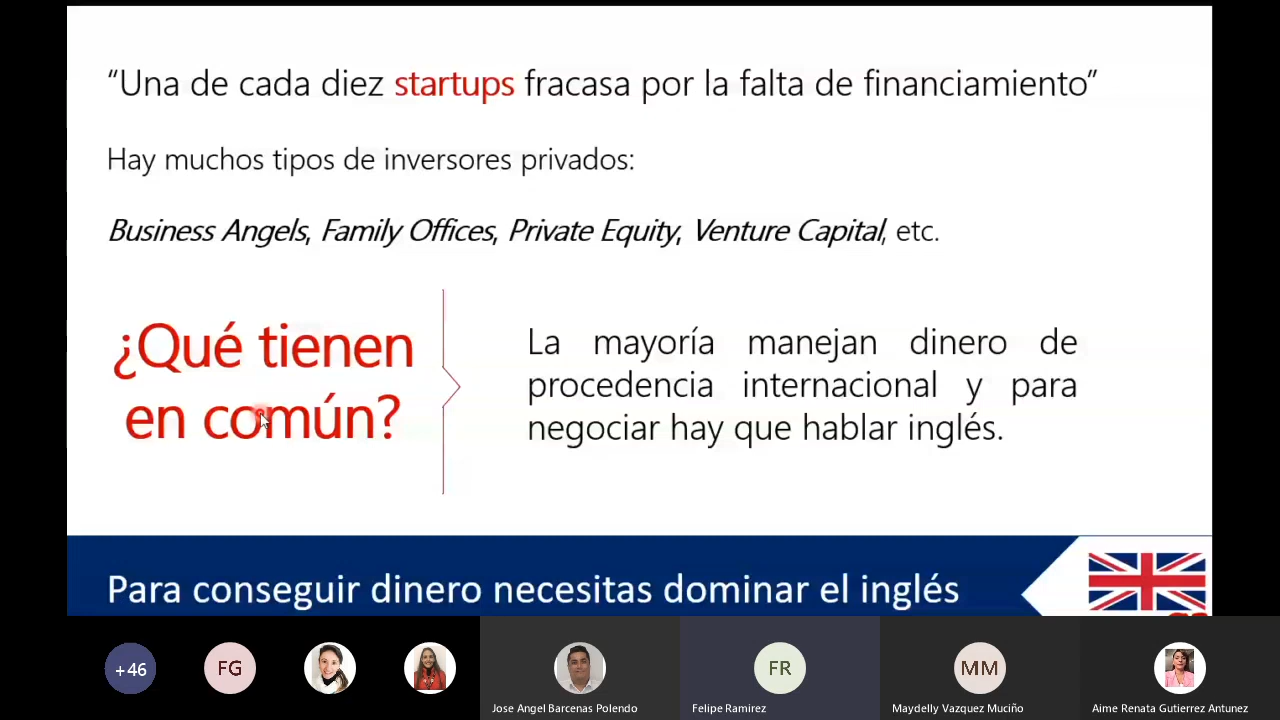 “Una de cada diez startups fracasa por la falta de financiamiento”
Hay muchos tipos de inversores privados:
Business Angels, Family Offices, Private Equity, Venture Capital, etc.
¿Qué tienen
en común?
La mayoría manejan dinero de
procedencia internacional y para
negociar hay que hablar inglés.
Para conseguir dinero necesitas dominar el inglés
+46
FG
FR
MM
Jose Angel Barcenas Polendo
Felipe Ramirez
Maydelly Vazquez Muciño
Aime Renata Gutierrez Antunez